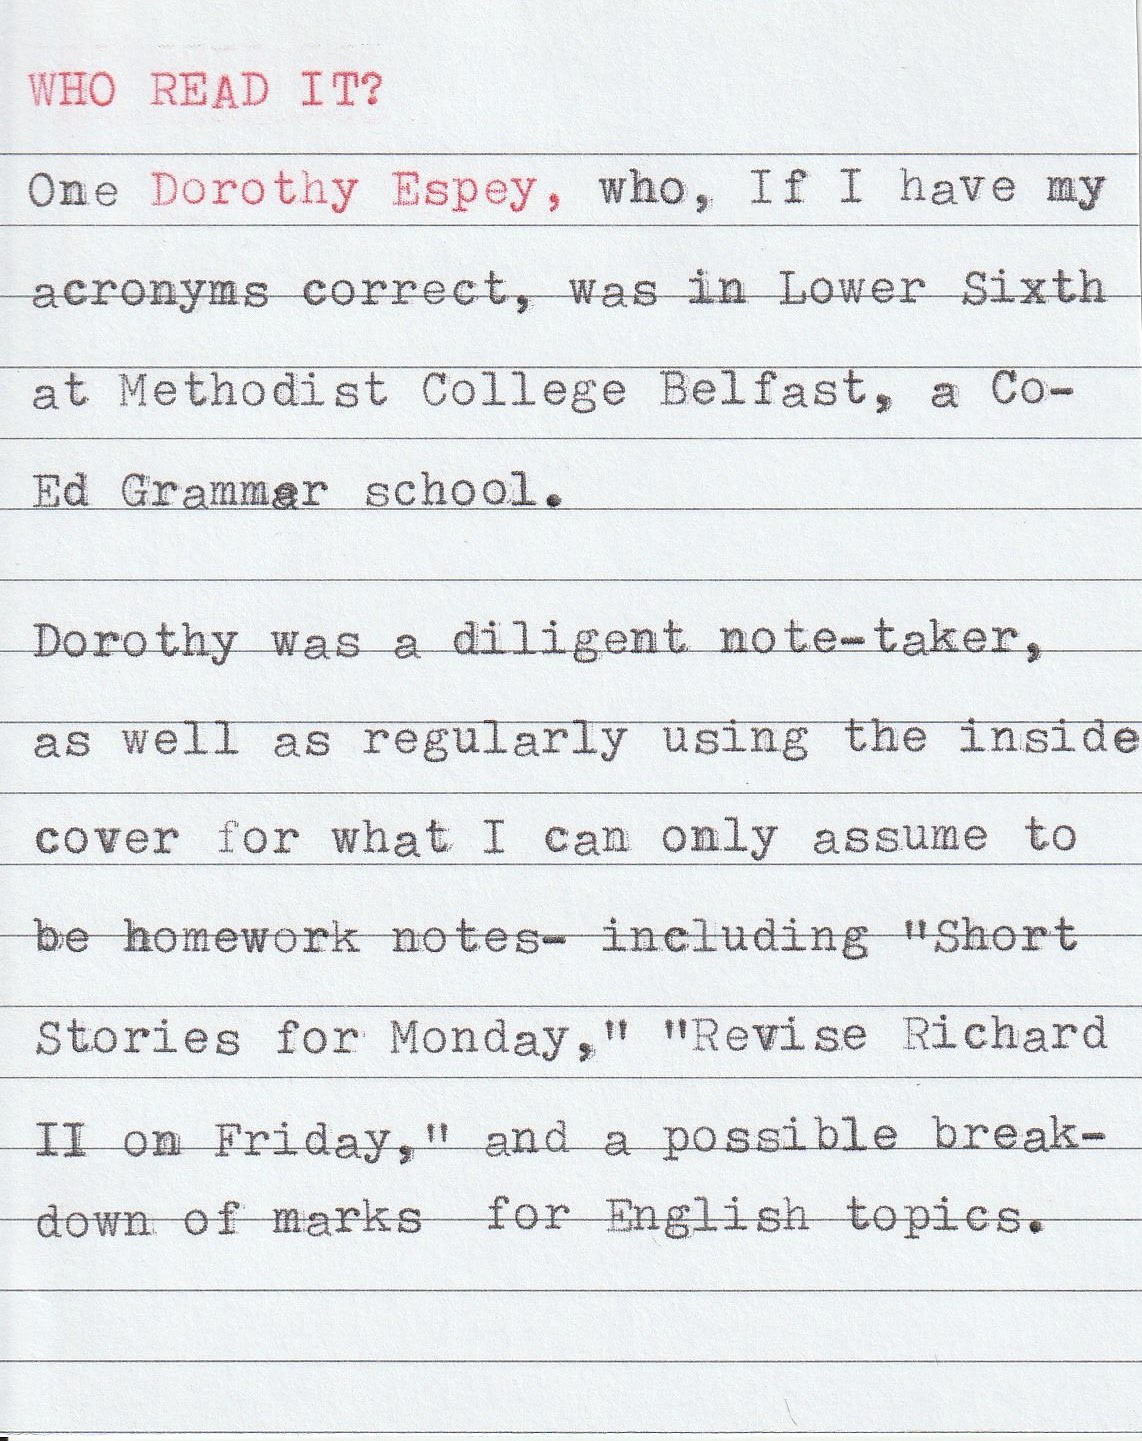 WHO READ IT?
One Dorothy Espey, who, If I have my
acronyms correct, was in Lower Sixth
at Methodist College Belfast, a Co-
Ed Grammar school.
Dorothy was a diligent note-taker,
as well as regularly using the inside
cover for what I can only assume to
be homework notes- including "Short
Stories for Monday," "Revise Richard
II on Friday," and a possible break-
down of marks  for English topics.